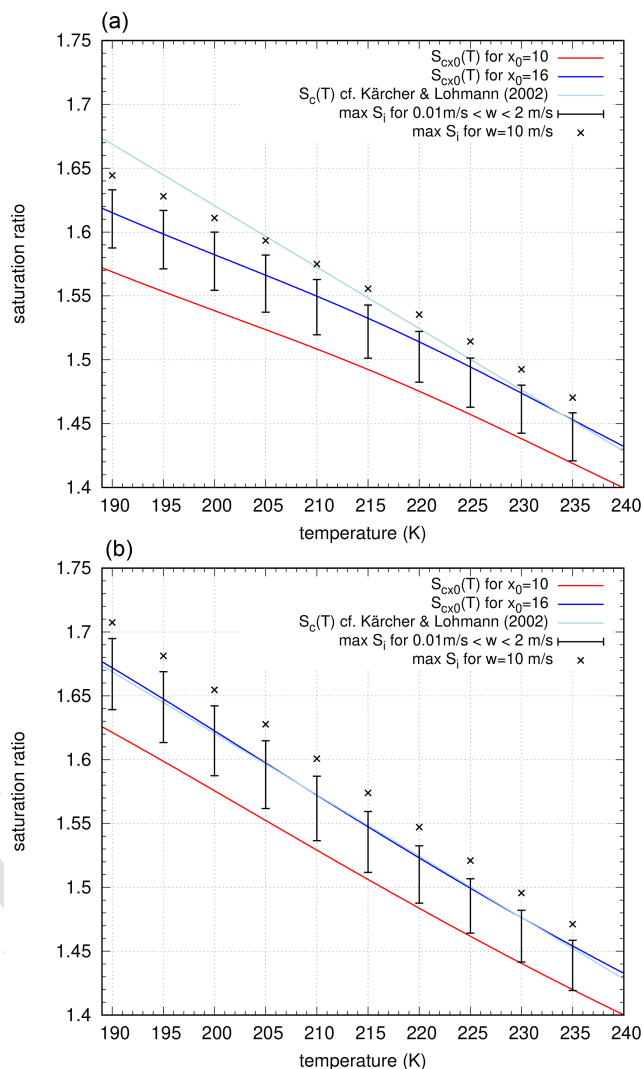 (a)
1.75
1.7
1.65
1.6
1.55
1.5
1.45
1.4
saturation ratio
S_cx0(T) for x_0=10
S_cx0(T) for x_0=16
S_c(T) cf. Kärcher & Lohmann (2002)
max S_i for 0.01m/s < w < 2 m/s
max S_i for w=10 m/s
190 195 200 205 210 215 220 225 230 235 240
temperature (K)
(b)
1.75
1.7
1.65
1.6
1.55
1.5
1.45
1.4
saturation ratio
S_cx0(T) for x_0=10
S_cx0(T) for x_0=16
S_c(T) cf. Kärcher & Lohmann (2002)
max S_i for 0.01m/s < w < 2 m/s
max S_i for w=10 m/s
190 195 200 205 210 215 220 225 230 235 240
temperature (K)